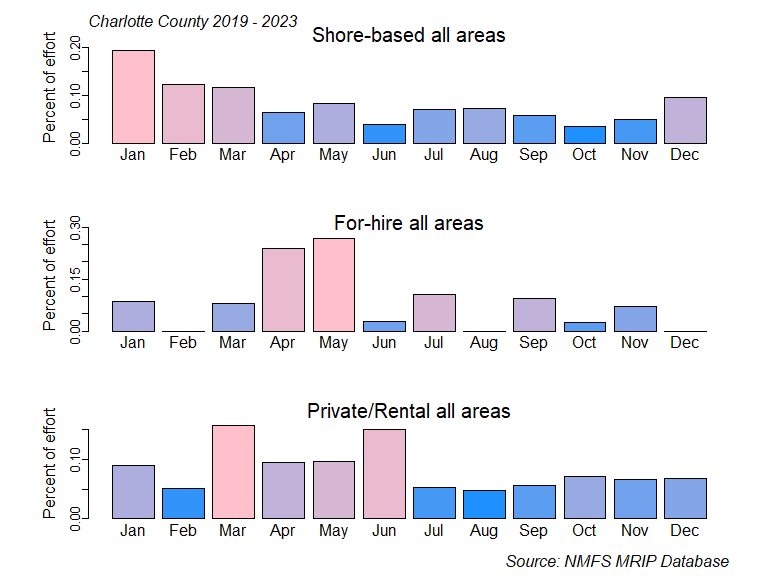 Charlotte County 2019 - 2023
Shore-based all areas
Percent of effort
0.00 0.10 0.20
Jan Feb Mar Apr May Jun Jul Aug Sep Oct Nov Dec
For-hire all areas
Percent of effort
0.00 0.15 0.30
Jan Feb Mar Apr May Jun Jul Aug Sep Oct Nov Dec
Private/Rental all areas
Percent of effort
0.00 0.10
Jan Feb Mar Apr May Jun Jul Aug Sep Oct Nov Dec
Source: NMFS MRIP Database